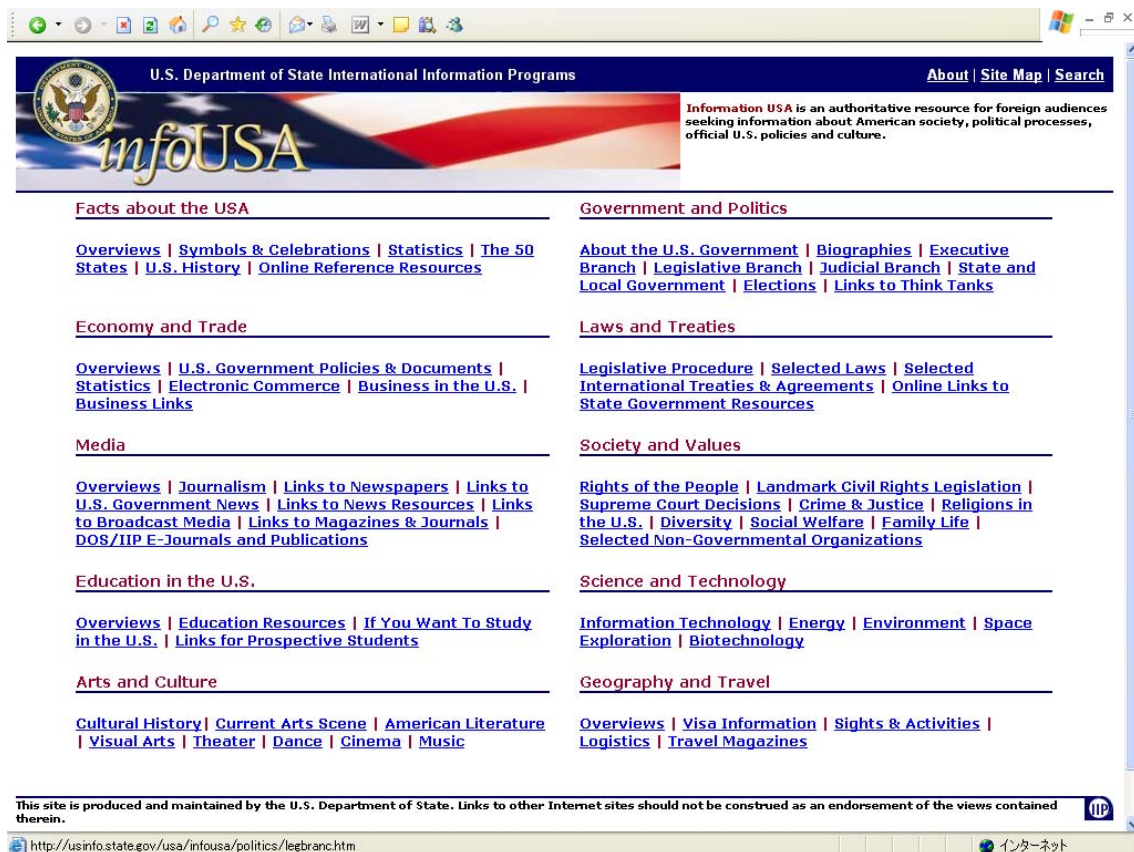 U.S. Department of State International Information Programs
About | Site Map | Search
infoUSA
Information USA is an authoritative resource for foreign audiences
seeking information about American society, political processes,
official U.S. policies and culture.
Facts about the USA
Overviews | Symbols & Celebrations | Statistics | The 50
States | U.S. History | Online Reference Resources
Government and Politics
About the U.S. Government | Biographies | Executive
Branch | Legislative Branch | Judicial Branch | State and
Local Government | Elections | Links to Think Tanks
Economy and Trade
Overviews | U.S. Government Policies & Documents |
Statistics | Electronic Commerce | Business in the U.S. |
Business Links
Laws and Treaties
Legislative Procedure | Selected Laws | Selected
International Treaties & Agreements | Online Links to
State Government Resources
Media
Overviews | Journalism | Links to Newspapers | Links to
U.S. Government News | Links to News Resources | Links
to Broadcast Media | Links to Magazines & Journals |
DOS/IIP E-Journals and Publications
Society and Values
Rights of the People | Landmark Civil Rights Legislation |
Supreme Court Decisions | Crime & Justice | Religions in
the U.S. | Diversity | Social Welfare | Family Life |
Selected Non-Governmental Organizations
Education in the U.S.
Overviews | Education Resources | If You Want To Study
in the U.S. | Links for Prospective Students
Science and Technology
Information Technology | Energy | Environment | Space
Exploration | Biotechnology
Arts and Culture
Cultural History| Current Arts Scene | American Literature
| Visual Arts | Theater | Dance | Cinema | Music
Geography and Travel
Overviews | Visa Information | Sights & Activities |
Logistics | Travel Magazines
This site is produced and maintained by the U.S. Department of State. Links to other Internet sites should not be construed as an endorsement of the views contained
therein.
IIP
http://usinfo.state.gov/usa/infousa/politics/legbranc.htm
インターネット